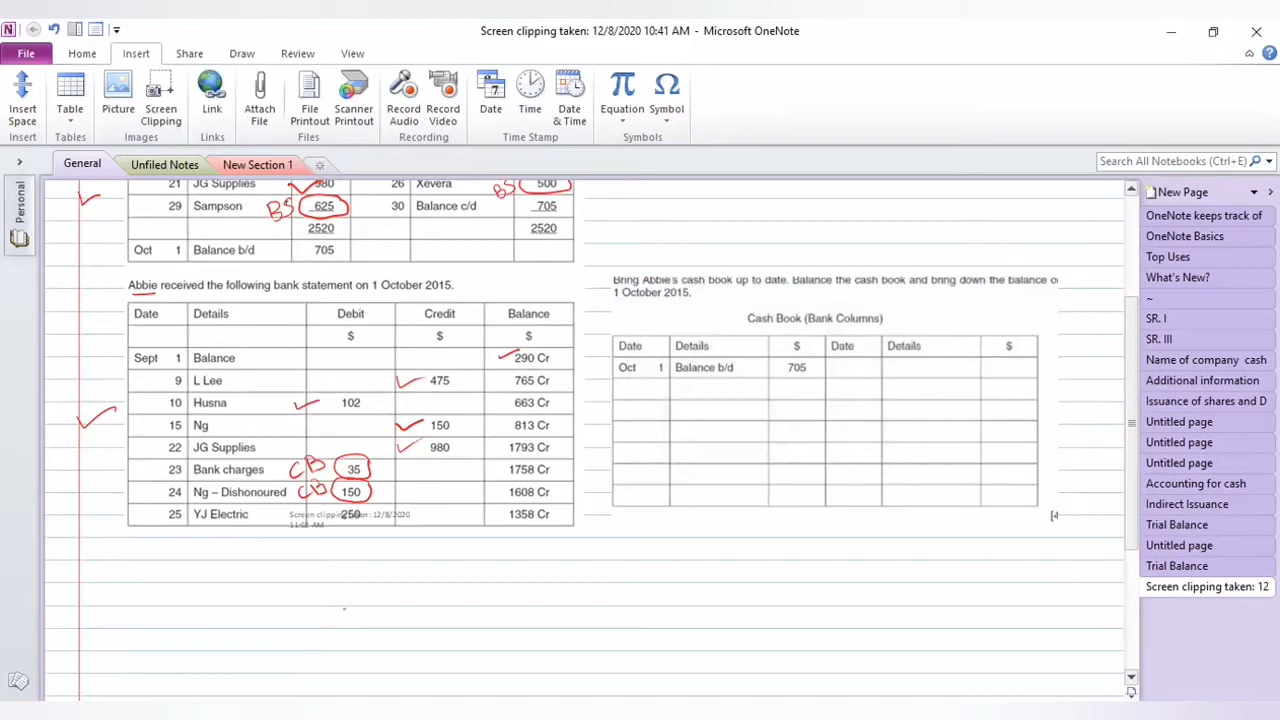 Screen clipping taken: 12/8/2020 10:41 AM - Microsoft OneNote
File Home Insert Share Draw Review View
Insert Space Table Picture Screen Clipping Link Attach File File Printout Scanner Printout Record Audio Record Video Date Time Date & Time Equation Symbol
Insert Tables Images Links Files Recording Time Stamp Symbols
General Unfiled Notes New Section 1 Search All Notebooks (Ctrl+E)
Personal
New Page
OneNote keeps track of
OneNote Basics
Top Uses
What's New?
~
SR. I
SR. III
Name of company cash
Additional information
Issuance of shares and D
Untitled page
Untitled page
Untitled page
Accounting for cash
Indirect Issuance
Trial Balance
Untitled page
Trial Balance
Screen clipping taken: 12
21 JG Supplies 980 26 Xevera BS 500
29 Sampson BS 625 30 Balance c/d 705
2520 2520
Oct 1 Balance b/d 705
Abbie received the following bank statement on 1 October 2015.
Date Details Debit Credit Balance
$ $ $
Sept 1 Balance 290 Cr
9 L Lee 475 765 Cr
10 Husna 102 663 Cr
15 Ng 150 813 Cr
22 JG Supplies 980 1793 Cr
23 Bank charges CB 35 1758 Cr
24 Ng – Dishonoured CB 150 1608 Cr
25 YJ Electric 250 1358 Cr
Screen clipping taken: 12/8/2020
11:02 AM
Bring Abbie's cash book up to date. Balance the cash book and bring down the balance o
1 October 2015.
Cash Book (Bank Columns)
Date Details $ Date Details $
Oct 1 Balance b/d 705
[4